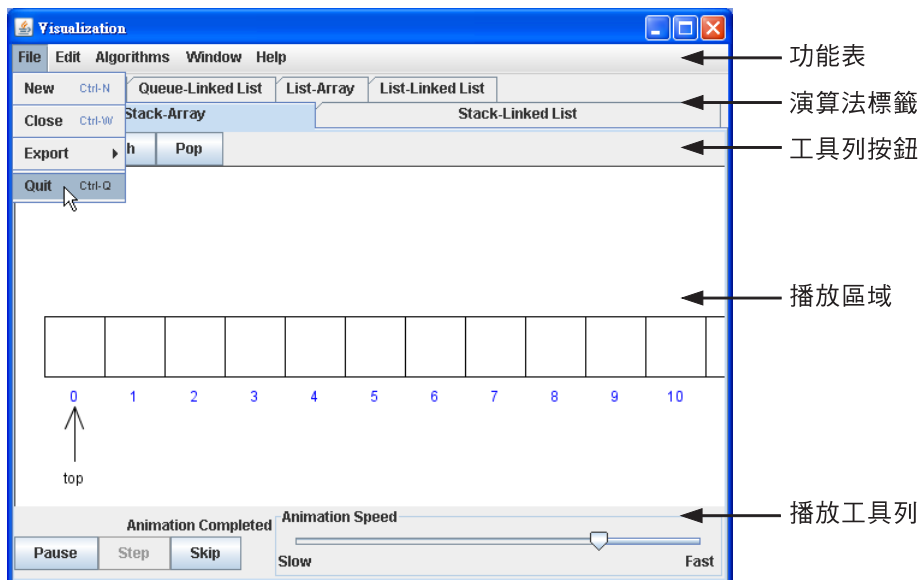 Visualization
File Edit Algorithms Window Help
功能表
New Ctrl-N
Queue-Linked List List-Array List-Linked List
演算法標籤
Close Ctrl-W
Stack-Array Stack-Linked List
Export
h Pop
工具列按鈕
Quit Ctrl-Q
播放區域
0 1 2 3 4 5 6 7 8 9 10
top
Animation Completed Animation Speed
播放工具列
Pause Step Skip
Slow Fast